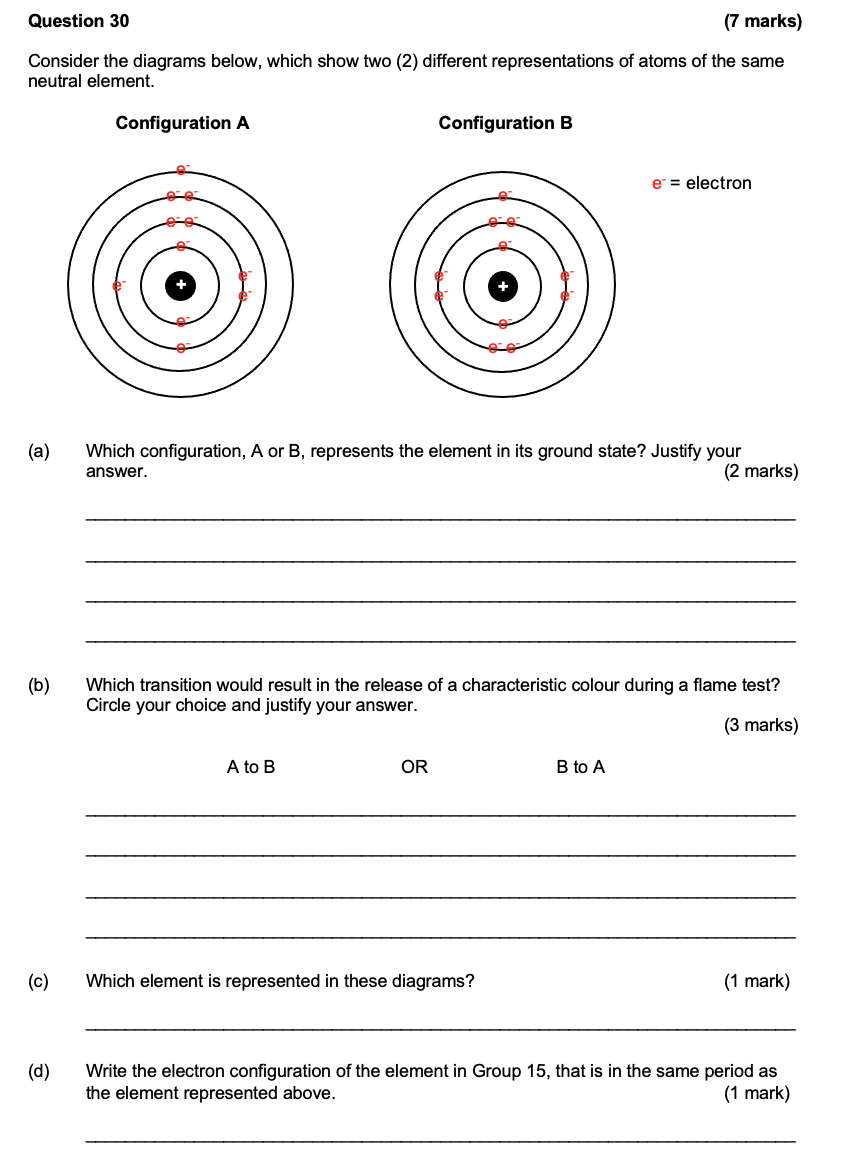 Question 30 (7 marks)
Consider the diagrams below, which show two (2) different representations of atoms of the same
neutral element.
Configuration A Configuration B
e⁻ e⁻ = electron
e⁻ e⁻ e⁻
e⁻ e⁻ e⁻ e⁻
e⁻ e⁻
e⁻ e⁻ e⁻
e⁻ + e⁻ e⁻ + e⁻
e⁻ e⁻
e⁻ e⁻ e⁻
(a) Which configuration, A or B, represents the element in its ground state? Justify your
answer. (2 marks)
(b) Which transition would result in the release of a characteristic colour during a flame test?
Circle your choice and justify your answer.
(3 marks)
A to B OR B to A
(c) Which element is represented in these diagrams? (1 mark)
(d) Write the electron configuration of the element in Group 15, that is in the same period as
the element represented above. (1 mark)